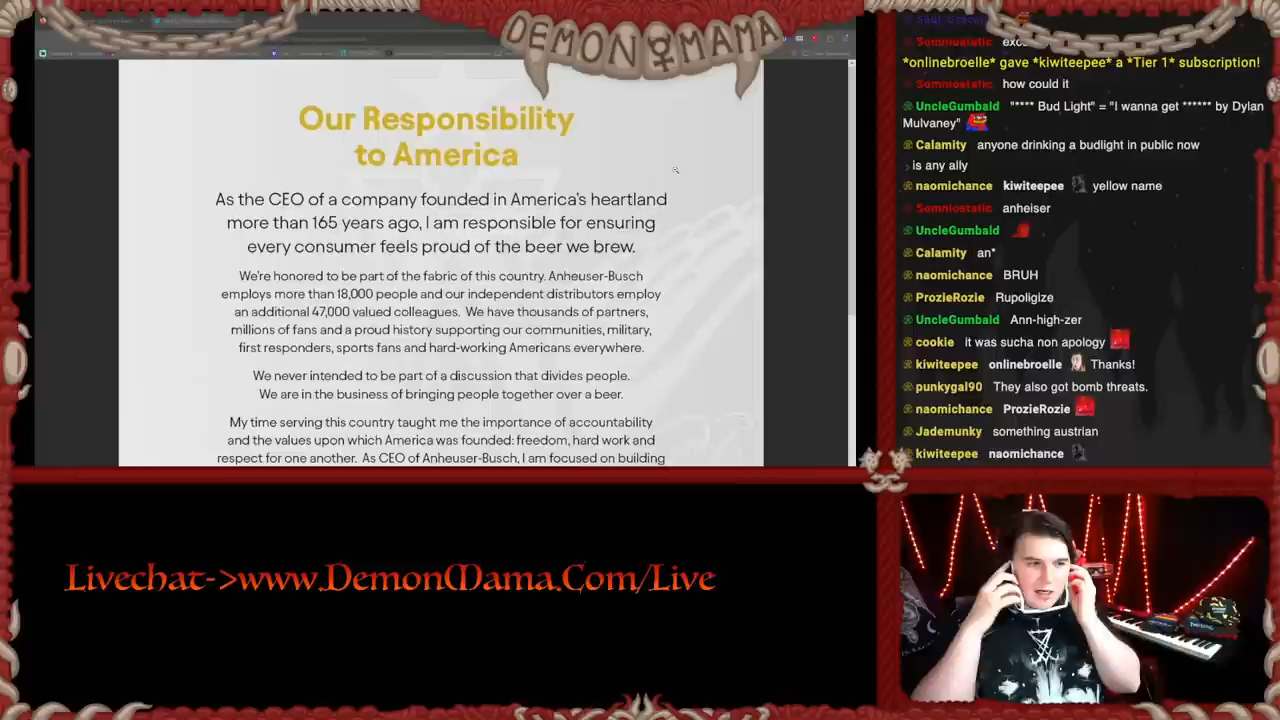 DEMON MAMA
Our Responsibility
to America
As the CEO of a company founded in America's heartland
more than 165 years ago, I am responsible for ensuring
every consumer feels proud of the beer we brew.
We're honored to be part of the fabric of this country. Anheuser-Busch
employs more than 18,000 people and our independent distributors employ
an additional 47,000 valued colleagues. We have thousands of partners,
millions of fans and a proud history supporting our communities, military,
first responders, sports fans and hard-working Americans everywhere.
We never intended to be part of a discussion that divides people.
We are in the business of bringing people together over a beer.
My time serving this country taught me the importance of accountability
and the values upon which America was founded: freedom, hard work and
respect for one another. As CEO of Anheuser-Busch, I am focused on building
Somniostatic
*onlinebroelle* gave *kiwiteepee* a *Tier 1* subscription!
Somniostatic how could it
UncleGumbald "**** Bud Light" = "I wanna get ****** by Dylan
Mulvaney"
Calamity anyone drinking a budlight in public now
is any ally
naomichance kiwiteepee yellow name
Somniostatic anheiser
UncleGumbald
Calamity an*
naomichance BRUH
ProzieRozie Rupoligize
UncleGumbald Ann-high-zer
cookie it was sucha non apology
kiwiteepee onlinebroelle Thanks!
punkygal90 They also got bomb threats.
naomichance ProzieRozie
Jademunky something austrian
kiwiteepee naomichance
Livechat->www.DemonMama.Com/Live